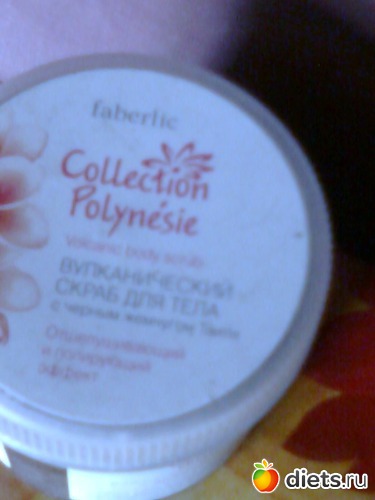 faberlic
Collection
Polynésie
Volcanic body scrub
ВУЛКАНИЧЕСКИЙ
СКРАБ ДЛЯ ТЕЛА
с черным жемчугом Таити
Отшелушивающий
и полирующий
эффект
diets.ru